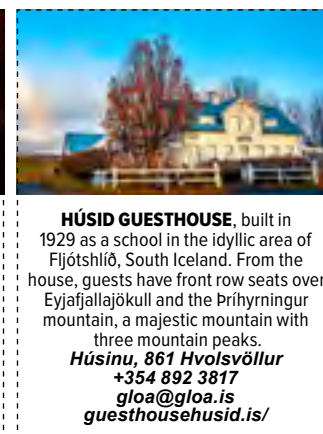 HÚSID GUESTHOUSE, built in
1929 as a school in the idyllic area of
Fljótshlíð, South Iceland. From the
house, guests have front row seats over
Eyjafjallajökull and the Þríhyrningur
mountain, a majestic mountain with
three mountain peaks.
Húsinu, 861 Hvolsvöllur
+354 892 3817
gloa@gloa.is
guesthousehusid.is/